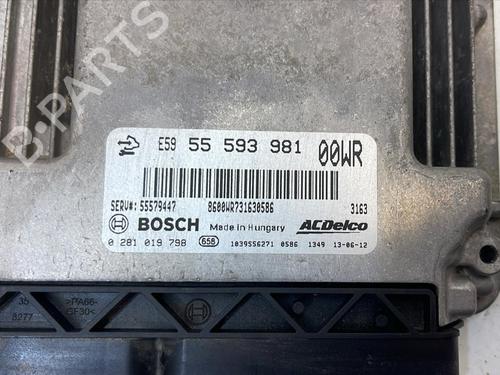 B-PARTS
E59 55 593 981 00WR
SERV#: 55579447 8600WR731630586 3163
BOSCH Made in Hungary ACDelco
0 281 019 798 658 1039S56271 0586 1349 13-06-12
35 >PA66-
8277 GF30<